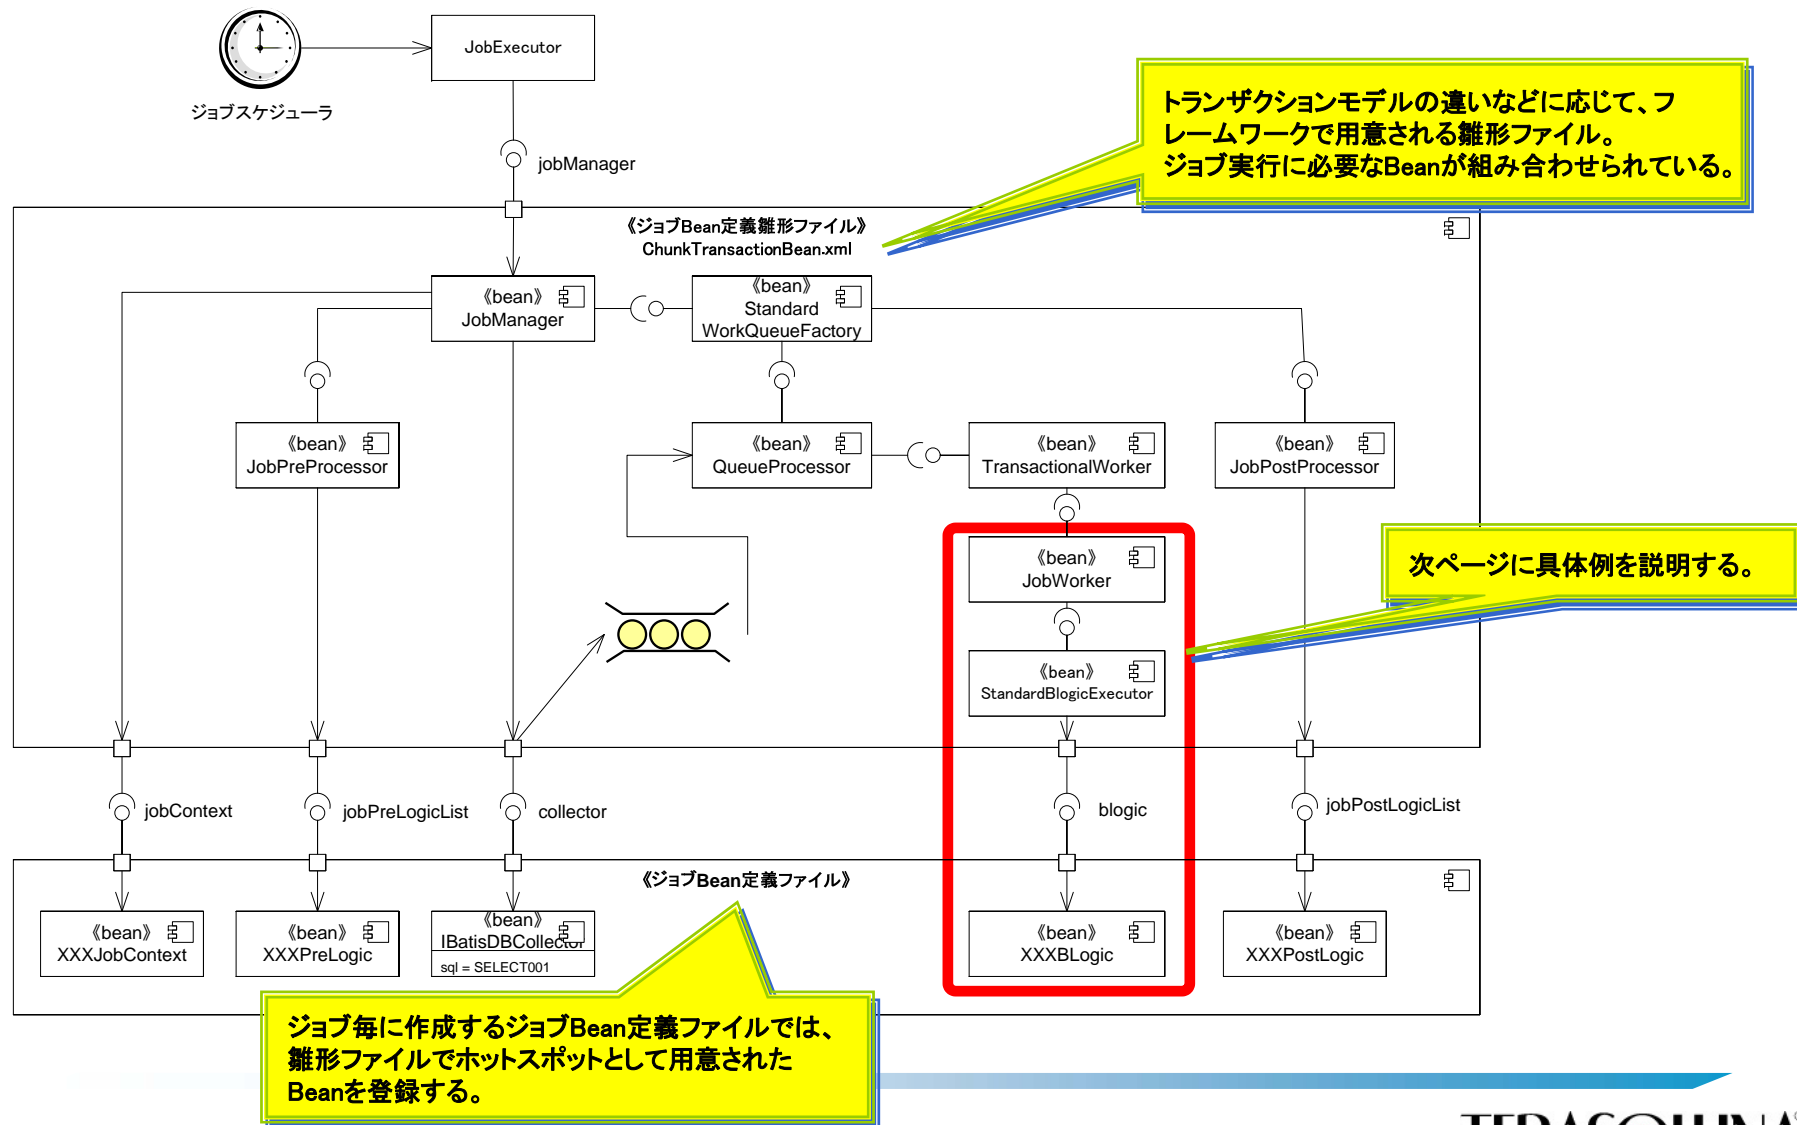 JobExecutor
ジョブスケジューラ
jobManager
トランザクションモデルの違いなどに応じて、フ
レームワークで用意される雛形ファイル。
ジョブ実行に必要なBeanが組み合わせられている。
《ジョブBean定義雛形ファイル》
ChunkTransactionBean.xml
《bean》
JobManager
《bean》
Standard
WorkQueueFactory
《bean》
JobPreProcessor
《bean》
QueueProcessor
《bean》
TransactionalWorker
《bean》
JobPostProcessor
《bean》
JobWorker
次ページに具体例を説明する。
《bean》
StandardBlogicExecutor
jobContext
jobPreLogicList
collector
blogic
jobPostLogicList
《ジョブBean定義ファイル》
《bean》
XXXJobContext
《bean》
XXXPreLogic
《bean》
IBatisDBCollector
sql = SELECT001
《bean》
XXXBLogic
《bean》
XXXPostLogic
ジョブ毎に作成するジョブBean定義ファイルでは、
雛形ファイルでホットスポットとして用意された
Beanを登録する。